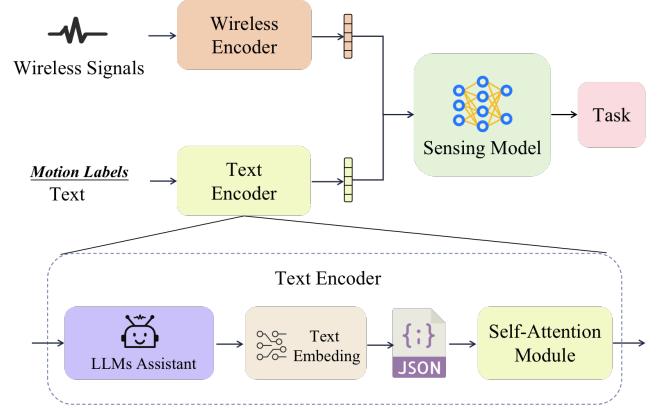 Wireless Signals
Wireless
Encoder
Sensing Model
Task
Motion Labels
Text
Text
Encoder
Text Encoder
LLMs Assistant
Text
Embeding
{;}
JSON
Self-Attention
Module